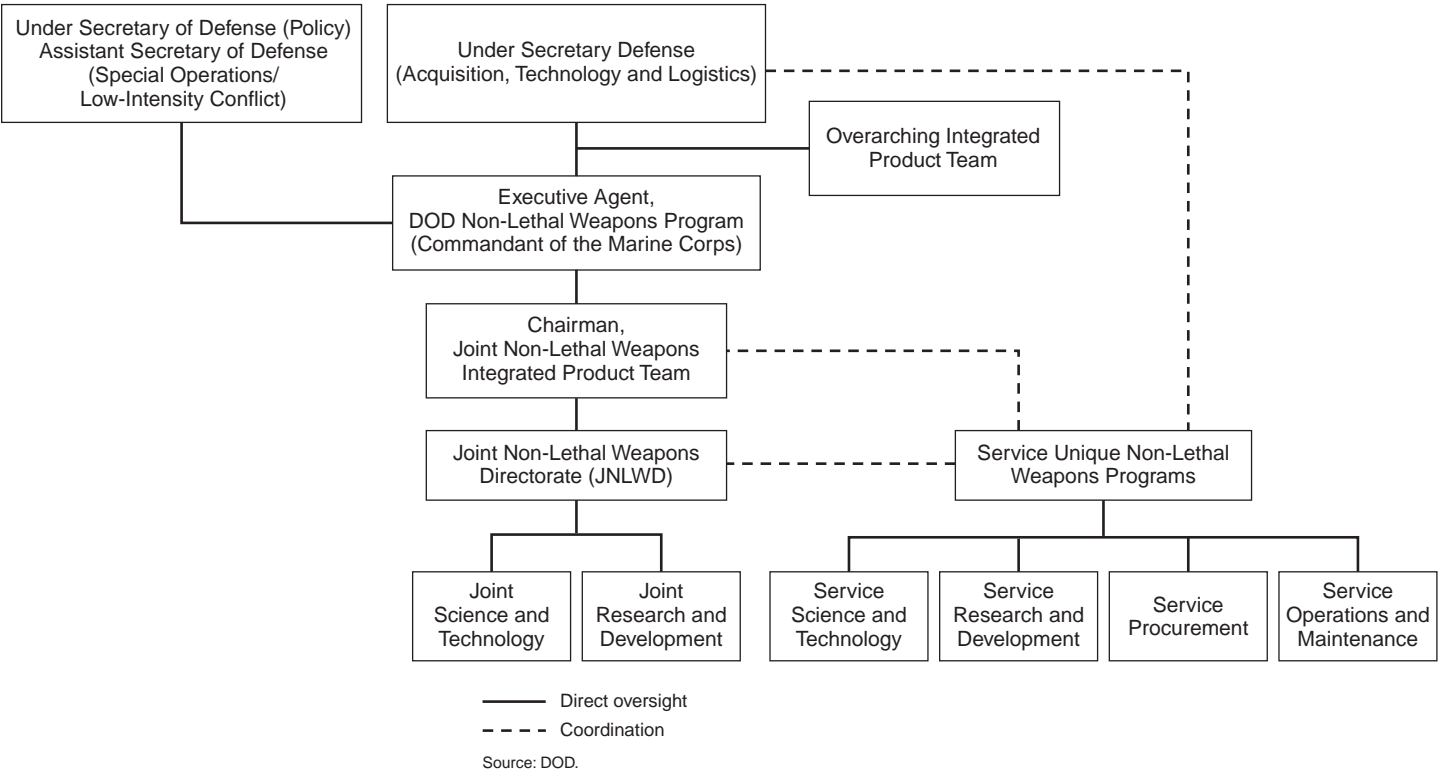 Under Secretary of Defense (Policy)
Assistant Secretary of Defense
(Special Operations/
Low-Intensity Conflict)
Under Secretary Defense
(Acquisition, Technology and Logistics)
Overarching Integrated
Product Team
Executive Agent,
DOD Non-Lethal Weapons Program
(Commandant of the Marine Corps)
Chairman,
Joint Non-Lethal Weapons
Integrated Product Team
Joint Non-Lethal Weapons
Directorate (JNLWD)
Service Unique Non-Lethal
Weapons Programs
Joint
Science and
Technology
Joint
Research and
Development
Service
Science and
Technology
Service
Research and
Development
Service
Procurement
Service
Operations and
Maintenance
Direct oversight
Coordination
Source: DOD.